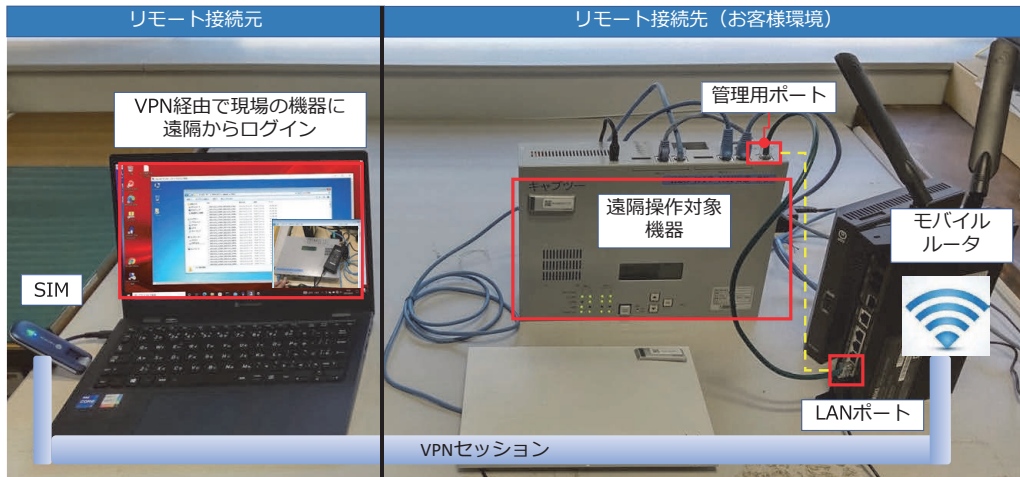 リモート接続元
リモート接続先（お客様環境）
VPN経由で現場の機器に
遠隔からログイン
管理用ポート
キャプツー
遠隔操作対象
機器
モバイル
ルータ
SIM
LANポート
VPNセッション